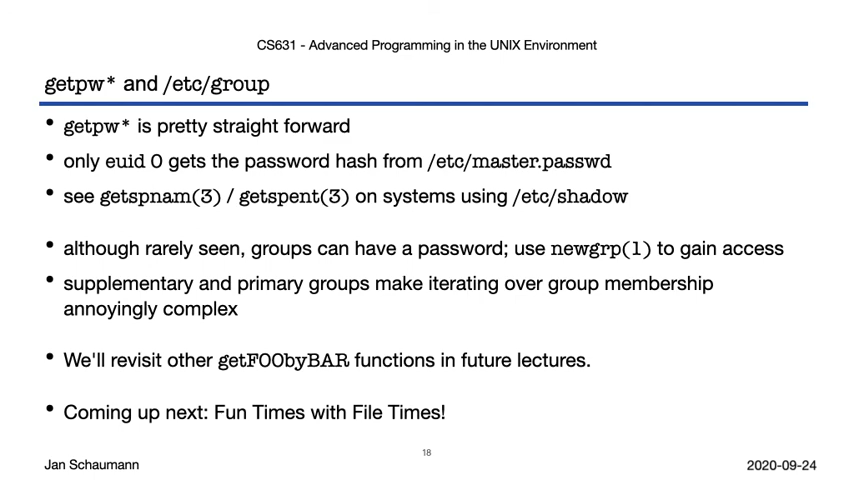 CS631 - Advanced Programming in the UNIX Environment
getpw* and /etc/group
• getpw* is pretty straight forward
• only euid 0 gets the password hash from /etc/master.passwd
• see getspnam(3) / getspent(3) on systems using /etc/shadow
• although rarely seen, groups can have a password; use newgrp(1) to gain access
• supplementary and primary groups make iterating over group membership
annoyingly complex
• We'll revisit other getFOObyBAR functions in future lectures.
• Coming up next: Fun Times with File Times!
18
Jan Schaumann
2020-09-24